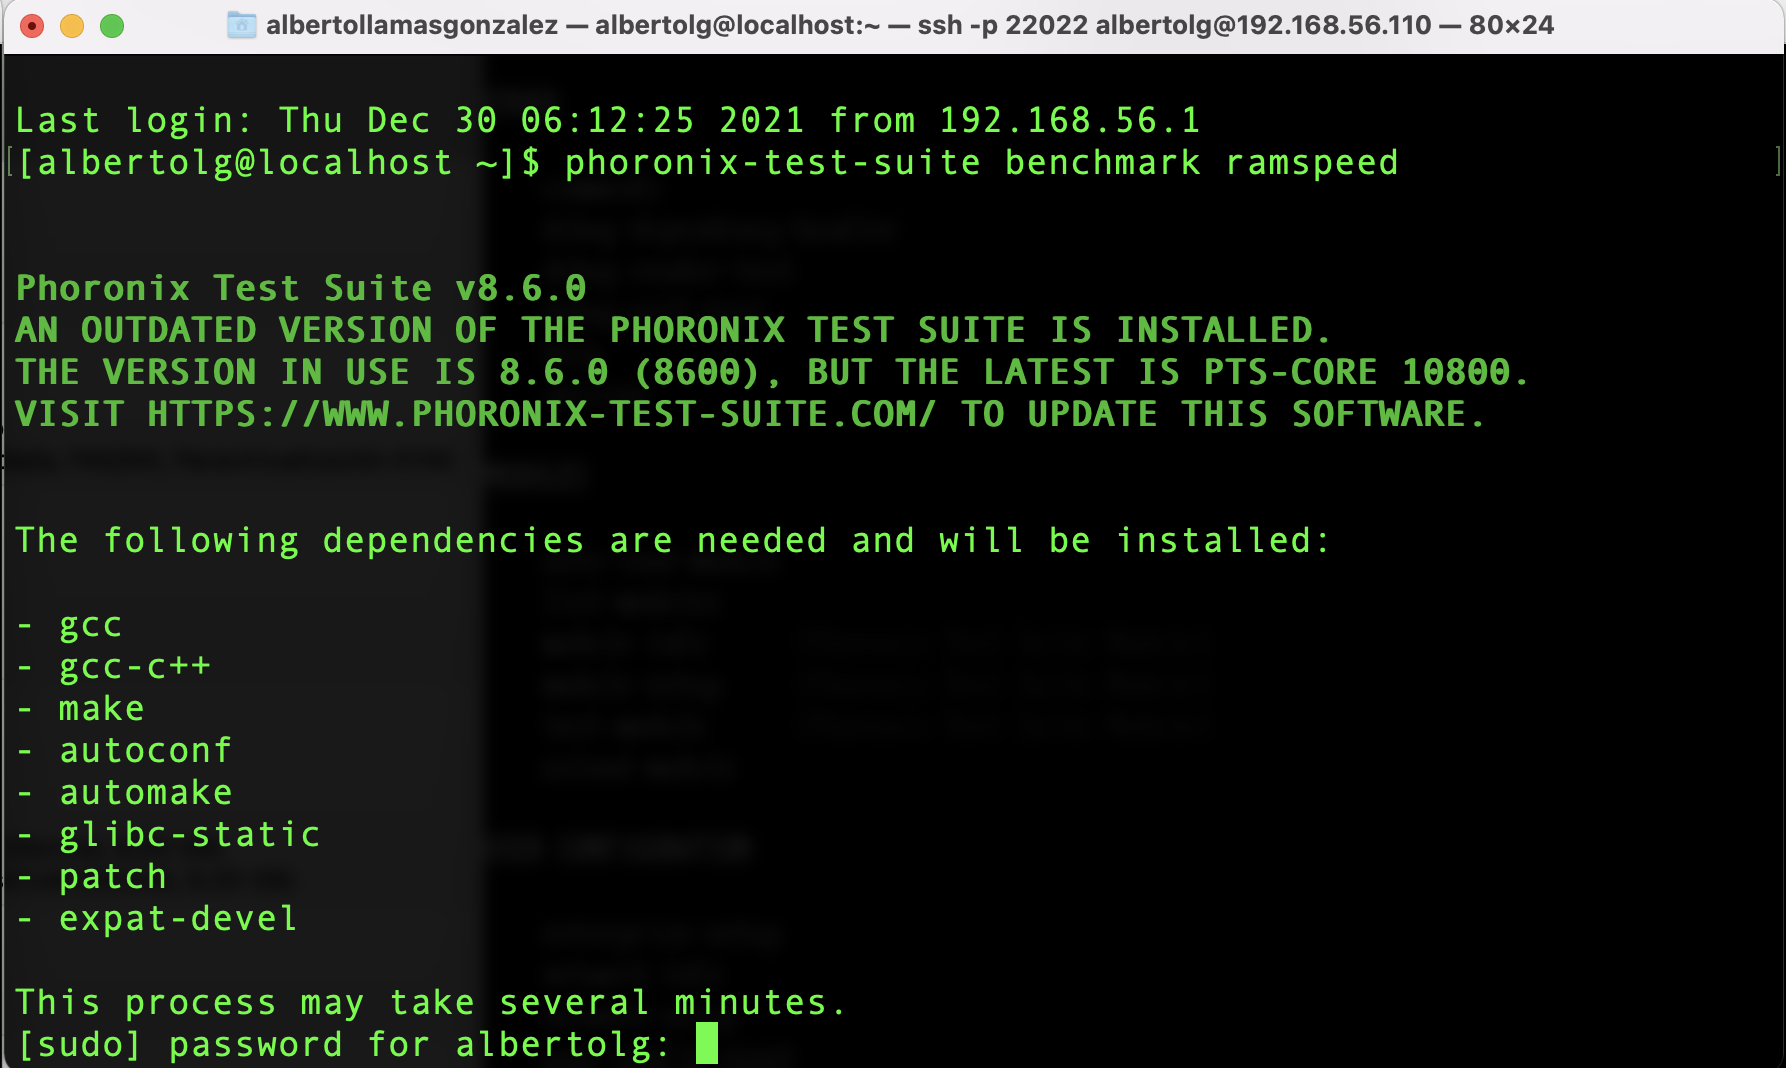 albertollamasgonzalez — albertolg@localhost:~ — ssh -p 22022 albertolg@192.168.56.110 — 80×24
Last login: Thu Dec 30 06:12:25 2021 from 192.168.56.1
[[albertolg@localhost ~]$ phoronix-test-suite benchmark ramspeed ]
Phoronix Test Suite v8.6.0
AN OUTDATED VERSION OF THE PHORONIX TEST SUITE IS INSTALLED.
THE VERSION IN USE IS 8.6.0 (8600), BUT THE LATEST IS PTS-CORE 10800.
VISIT HTTPS://WWW.PHORONIX-TEST-SUITE.COM/ TO UPDATE THIS SOFTWARE.
The following dependencies are needed and will be installed:
- gcc
- gcc-c++
- make
- autoconf
- automake
- glibc-static
- patch
- expat-devel
This process may take several minutes.
[sudo] password for albertolg: